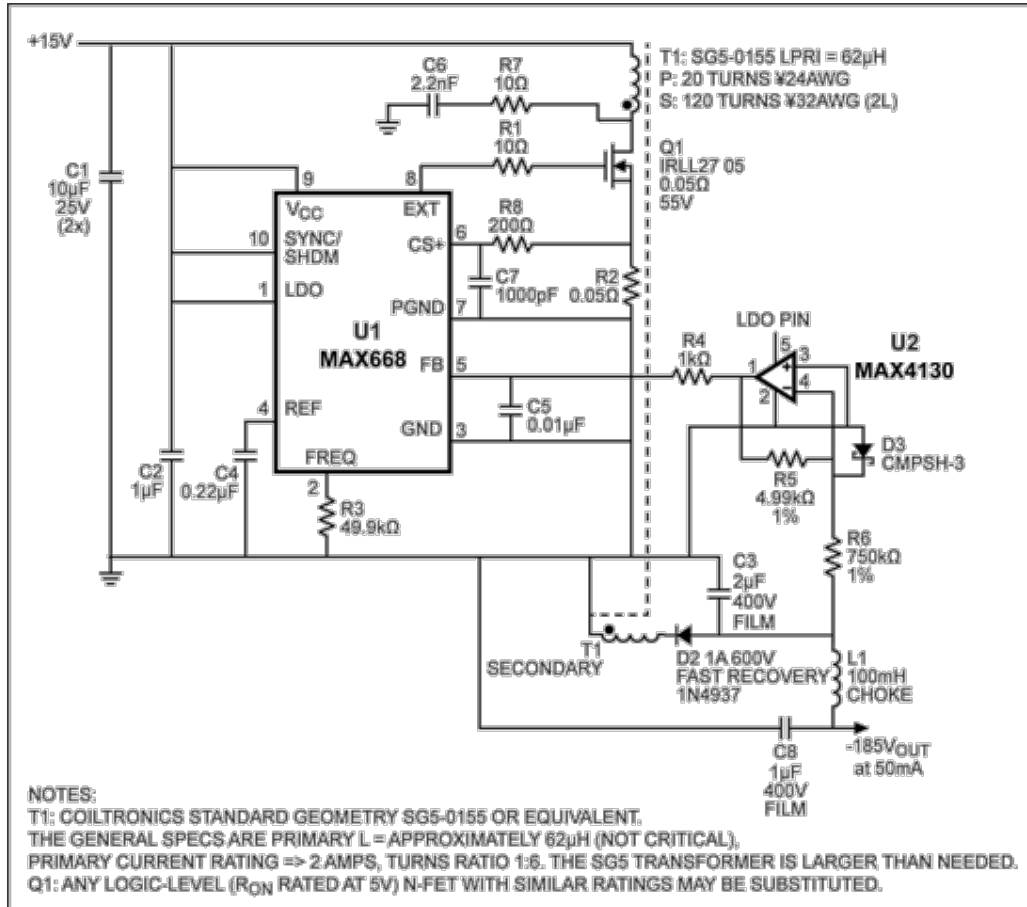 +15V
C6
2.2nF
R7
10Ω
T1: SG5-0155 LPRI = 62µH
P: 20 TURNS ¥24AWG
S: 120 TURNS ¥32AWG (2L)
R1
10Ω
Q1
IRLL27 05
0.05Ω
55V
C1
10µF
25V
(2x)
9
8
VCC
EXT
R8
200Ω
10
SYNC/
SHDM
CS+
6
C7
1000pF
R2
0.05Ω
1
LDO
PGND
7
U1
MAX668
LDO PIN
U2
MAX4130
R4
1kΩ
1
5
3
+
4
−
2
FB
5
4
REF
C5
0.01µF
GND
3
D3
CMPSH-3
FREQ
C2
1µF
C4
0.22µF
2
R3
49.9kΩ
R5
4.99kΩ
1%
R6
750kΩ
1%
C3
2µF
400V
FILM
T1
SECONDARY
D2 1A 600V
FAST RECOVERY
1N4937
L1
100mH
CHOKE
C8
1µF
400V
FILM
-185VOUT
at 50mA
NOTES:
T1: COILTRONICS STANDARD GEOMETRY SG5-0155 OR EQUIVALENT.
THE GENERAL SPECS ARE PRIMARY L = APPROXIMATELY 62µH (NOT CRITICAL),
PRIMARY CURRENT RATING => 2 AMPS, TURNS RATIO 1:6. THE SG5 TRANSFORMER IS LARGER THAN NEEDED.
Q1: ANY LOGIC-LEVEL (RON RATED AT 5V) N-FET WITH SIMILAR RATINGS MAY BE SUBSTITUTED.